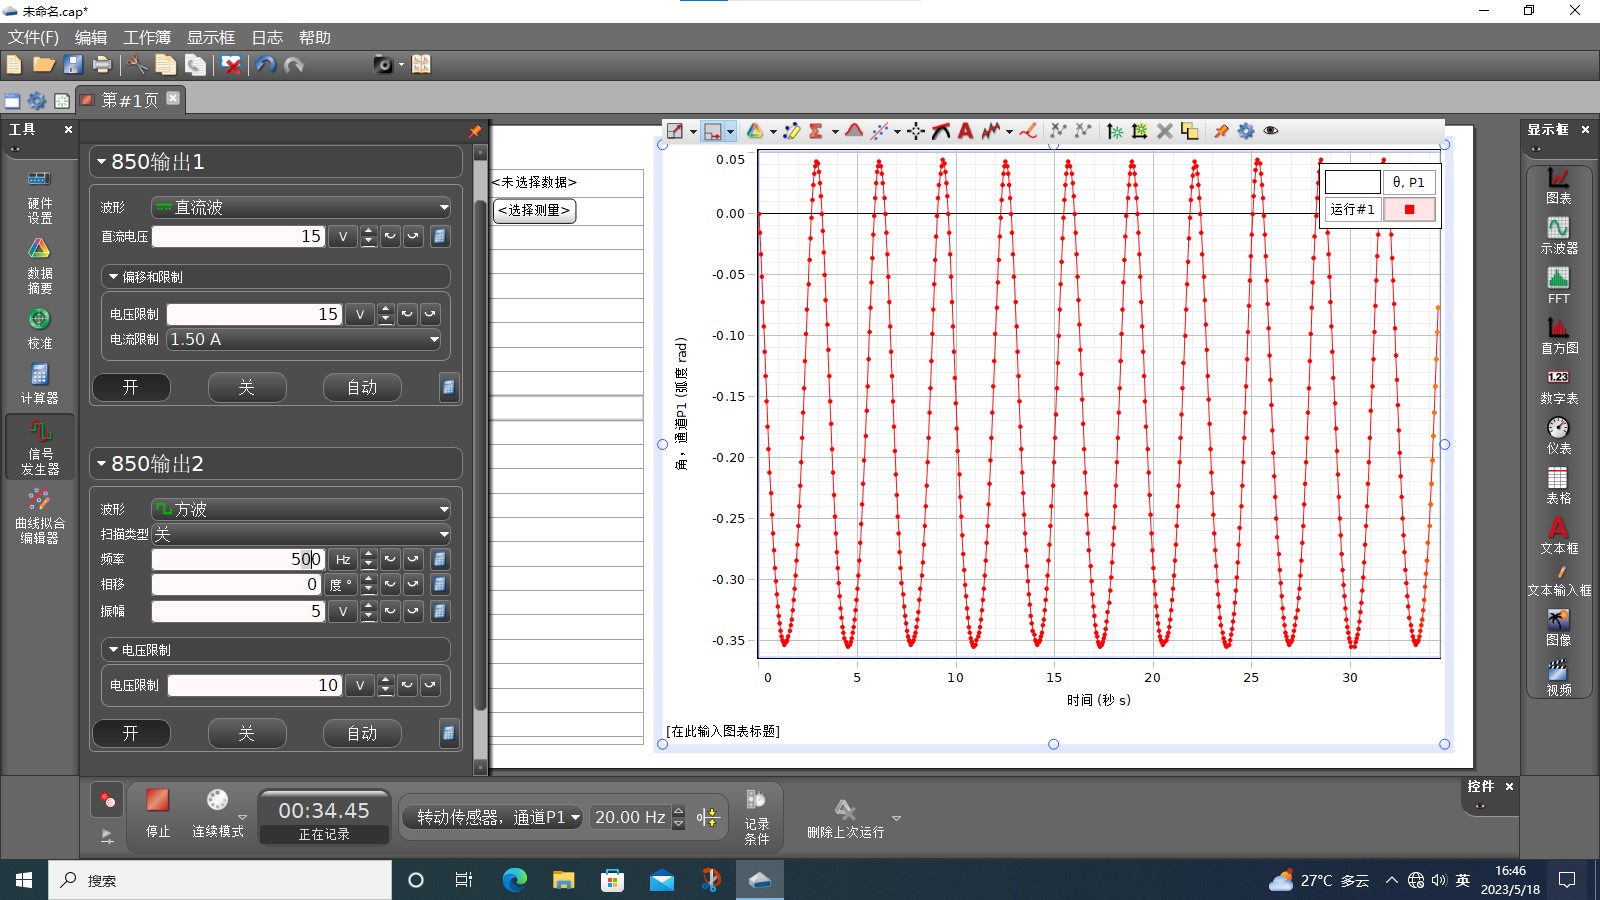 未命名.cap*
文件(F) 编辑 工作簿 显示框 日志 帮助
第#1页
工具
硬件
设置
数据
摘要
校准
计算器
信号
发生器
曲线拟合
编辑器
850输出1
波形 直流波
直流电压 15 V
偏移和限制
电压限制 15 V
电流限制 1.50 A
开 关 自动
850输出2
波形 方波
扫描类型 关
频率 500 Hz
相移 0 度 °
振幅 5 V
电压限制
电压限制 10 V
开 关 自动
<未选择数据>
<选择测量>
角，通道P1 (弧度 rad)
0.05
0.00
-0.05
-0.10
-0.15
-0.20
-0.25
-0.30
-0.35
0 5 10 15 20 25 30
时间 (秒 s)
θ, P1
运行#1
[在此输入图表标题]
显示框
图表
示波器
FFT
直方图
1.23
数字表
仪表
表格
A
文本框
文本输入框
图像
视频
控件
停止
连续模式
00:34.45
正在记录
转动传感器，通道P1
20.00 Hz
记录
条件
删除上次运行
搜索
27°C 多云
英
16:46
2023/5/18